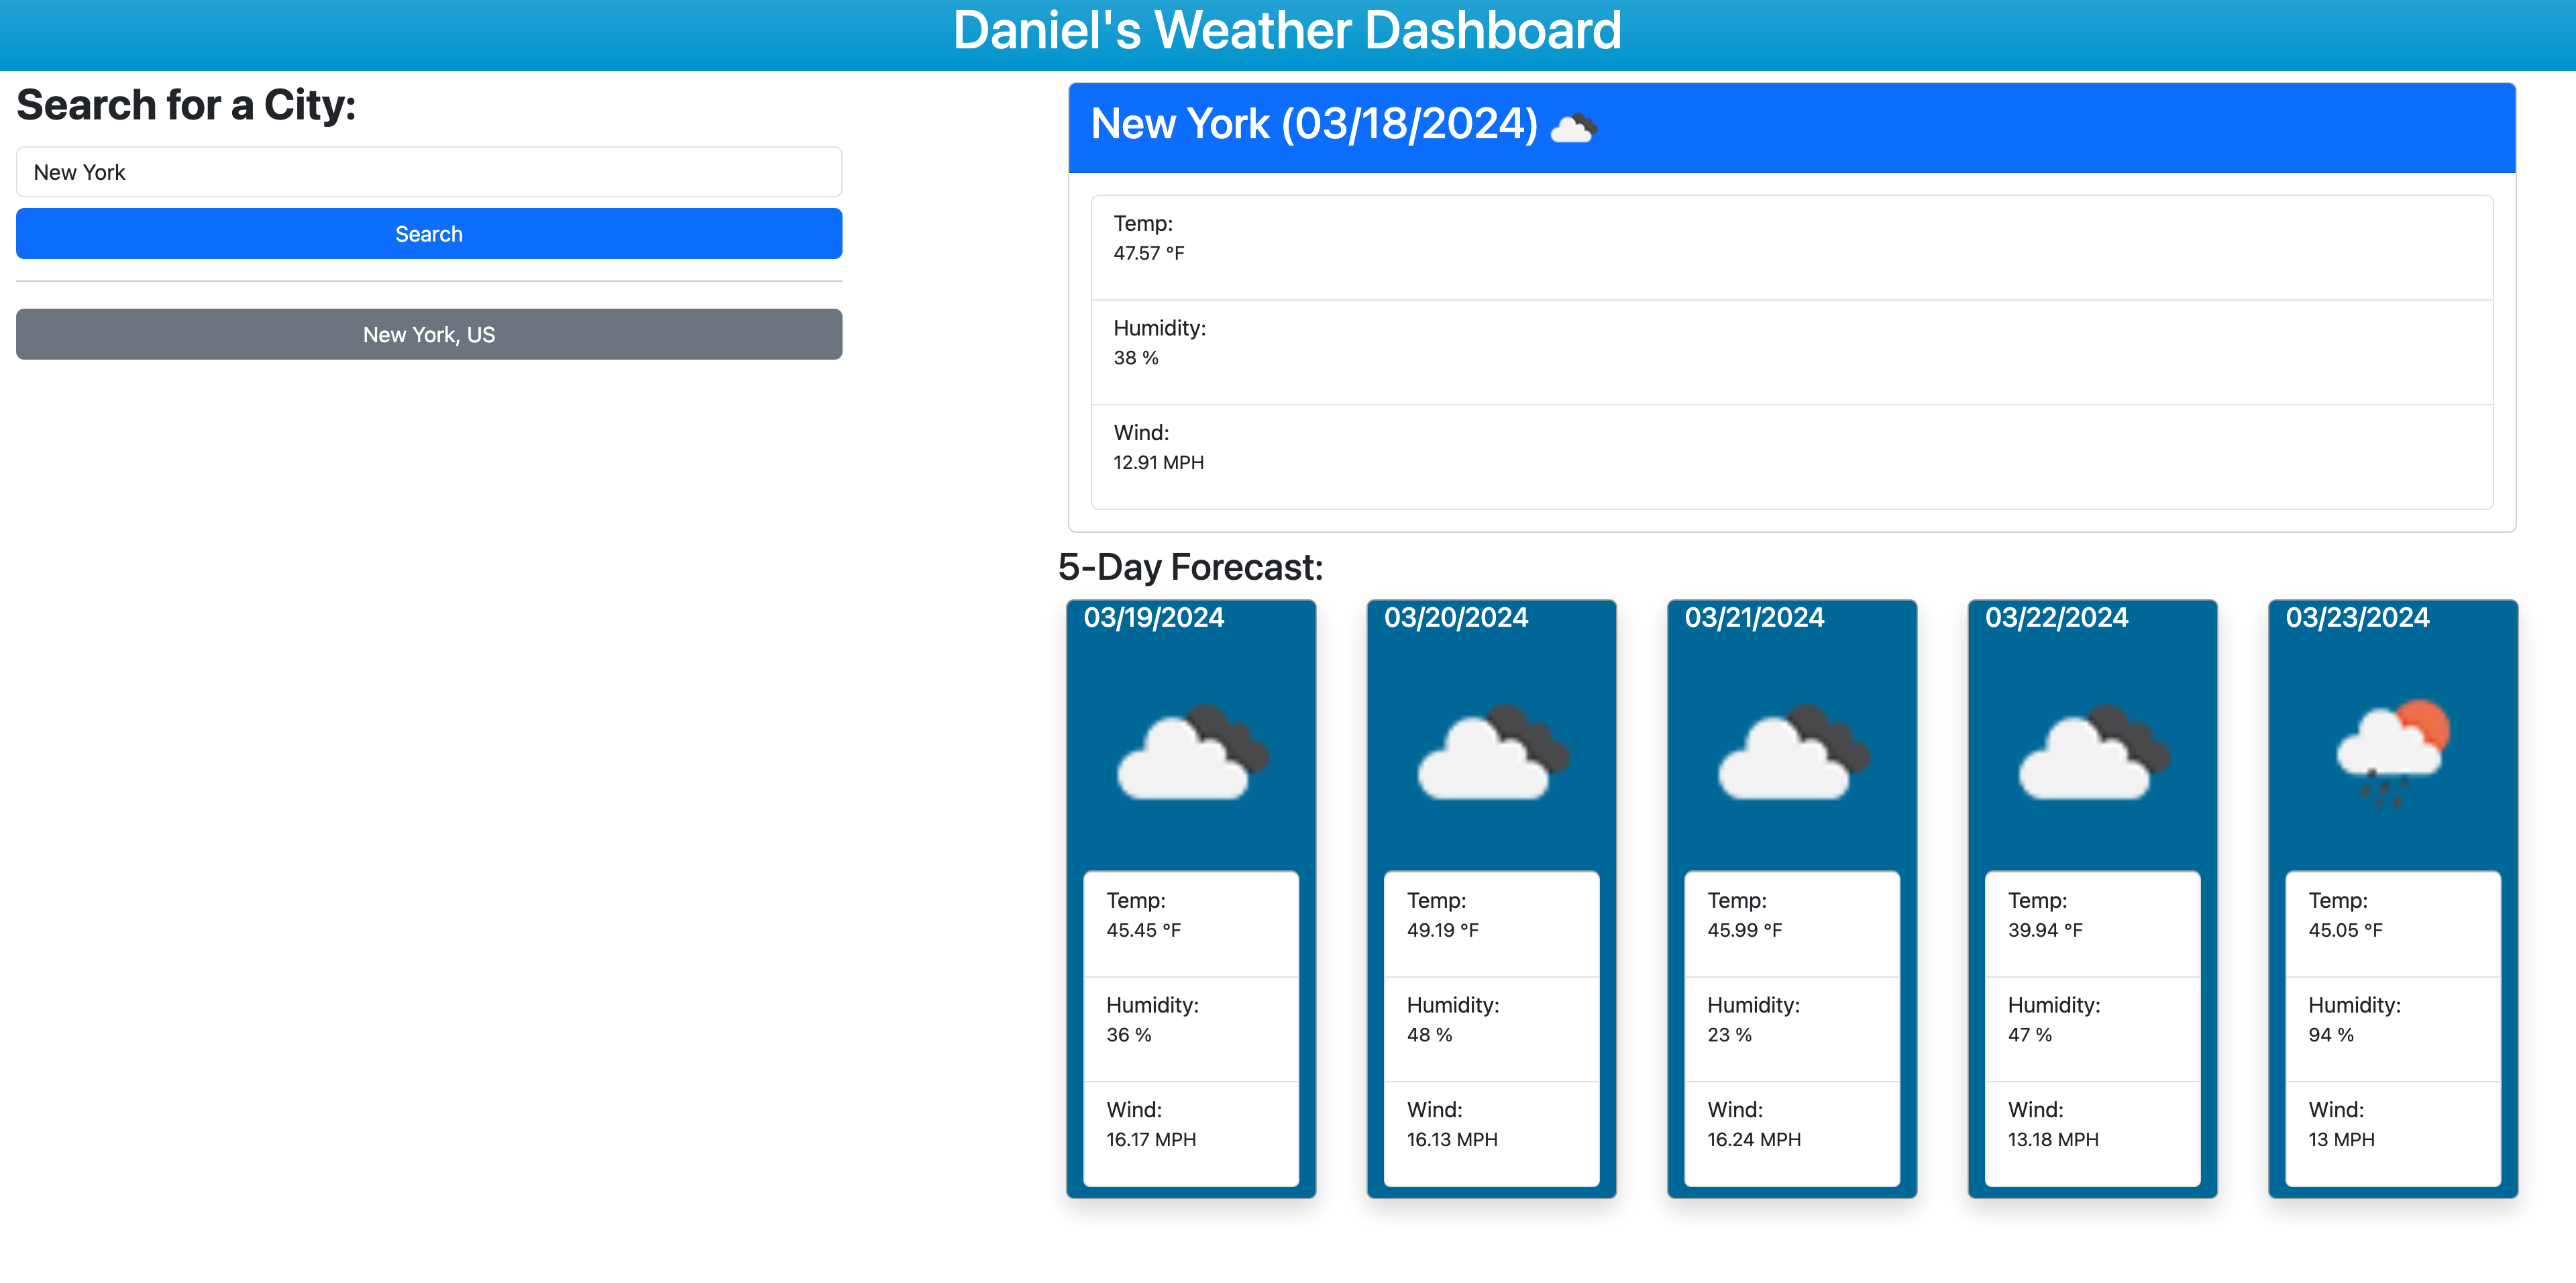 Daniel's Weather Dashboard
Search for a City:
New York
Search
New York, US
New York (03/18/2024)
Temp:
47.57 °F
Humidity:
38 %
Wind:
12.91 MPH
5-Day Forecast:
03/19/2024
Temp:
45.45 °F
Humidity:
36 %
Wind:
16.17 MPH
03/20/2024
Temp:
49.19 °F
Humidity:
48 %
Wind:
16.13 MPH
03/21/2024
Temp:
45.99 °F
Humidity:
23 %
Wind:
16.24 MPH
03/22/2024
Temp:
39.94 °F
Humidity:
47 %
Wind:
13.18 MPH
03/23/2024
Temp:
45.05 °F
Humidity:
94 %
Wind:
13 MPH